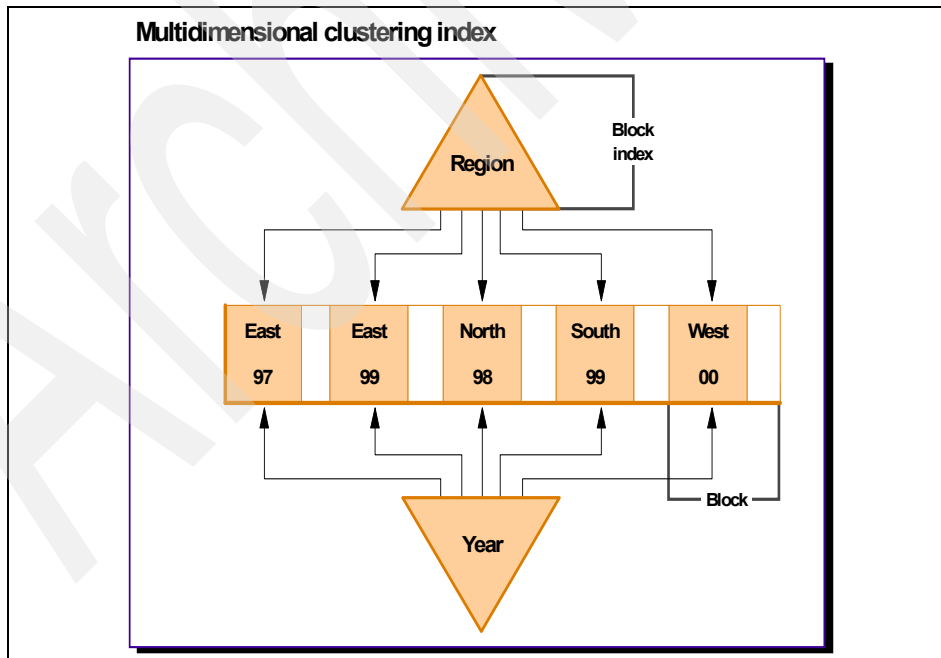 Multidimensional clustering index
Region
Block
index
East
East
North
South
West
97
99
98
99
00
Block
Year